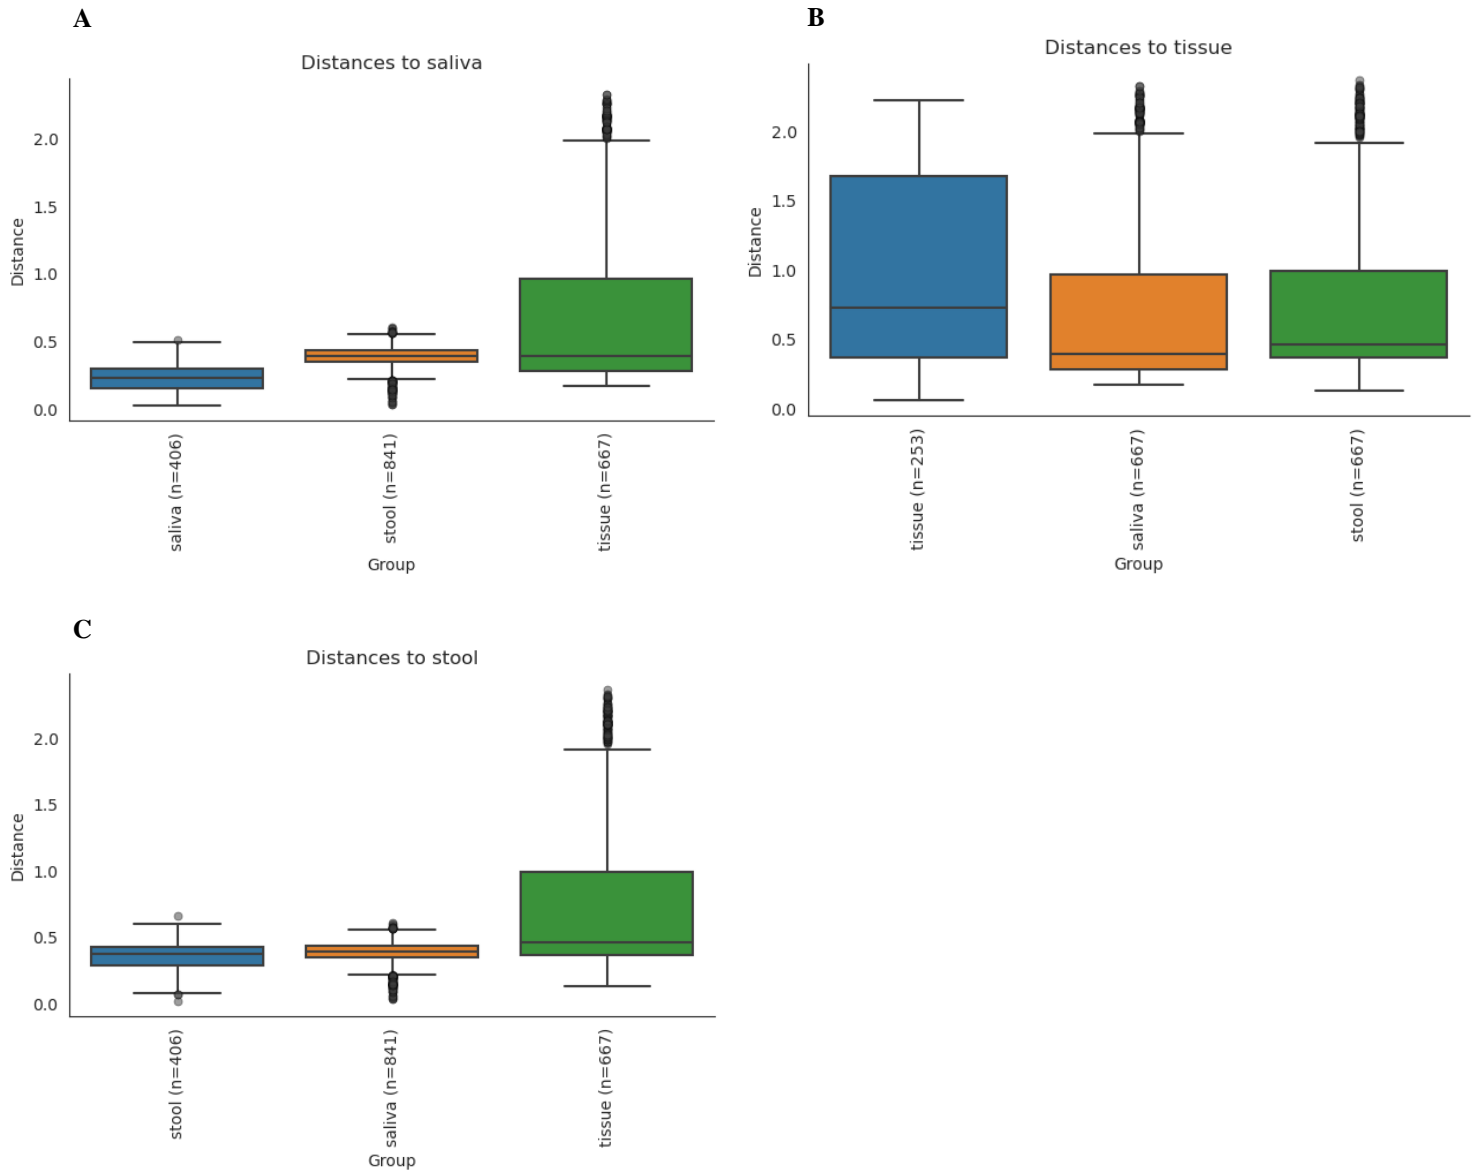 A
Distances to saliva
Distance
2.0
1.5
1.0
0.5
0.0
saliva (n=406)
stool (n=841)
tissue (n=667)
Group
B
Distances to tissue
Distance
2.0
1.5
1.0
0.5
0.0
tissue (n=253)
saliva (n=667)
stool (n=667)
Group
C
Distances to stool
Distance
2.0
1.5
1.0
0.5
0.0
stool (n=406)
saliva (n=841)
tissue (n=667)
Group